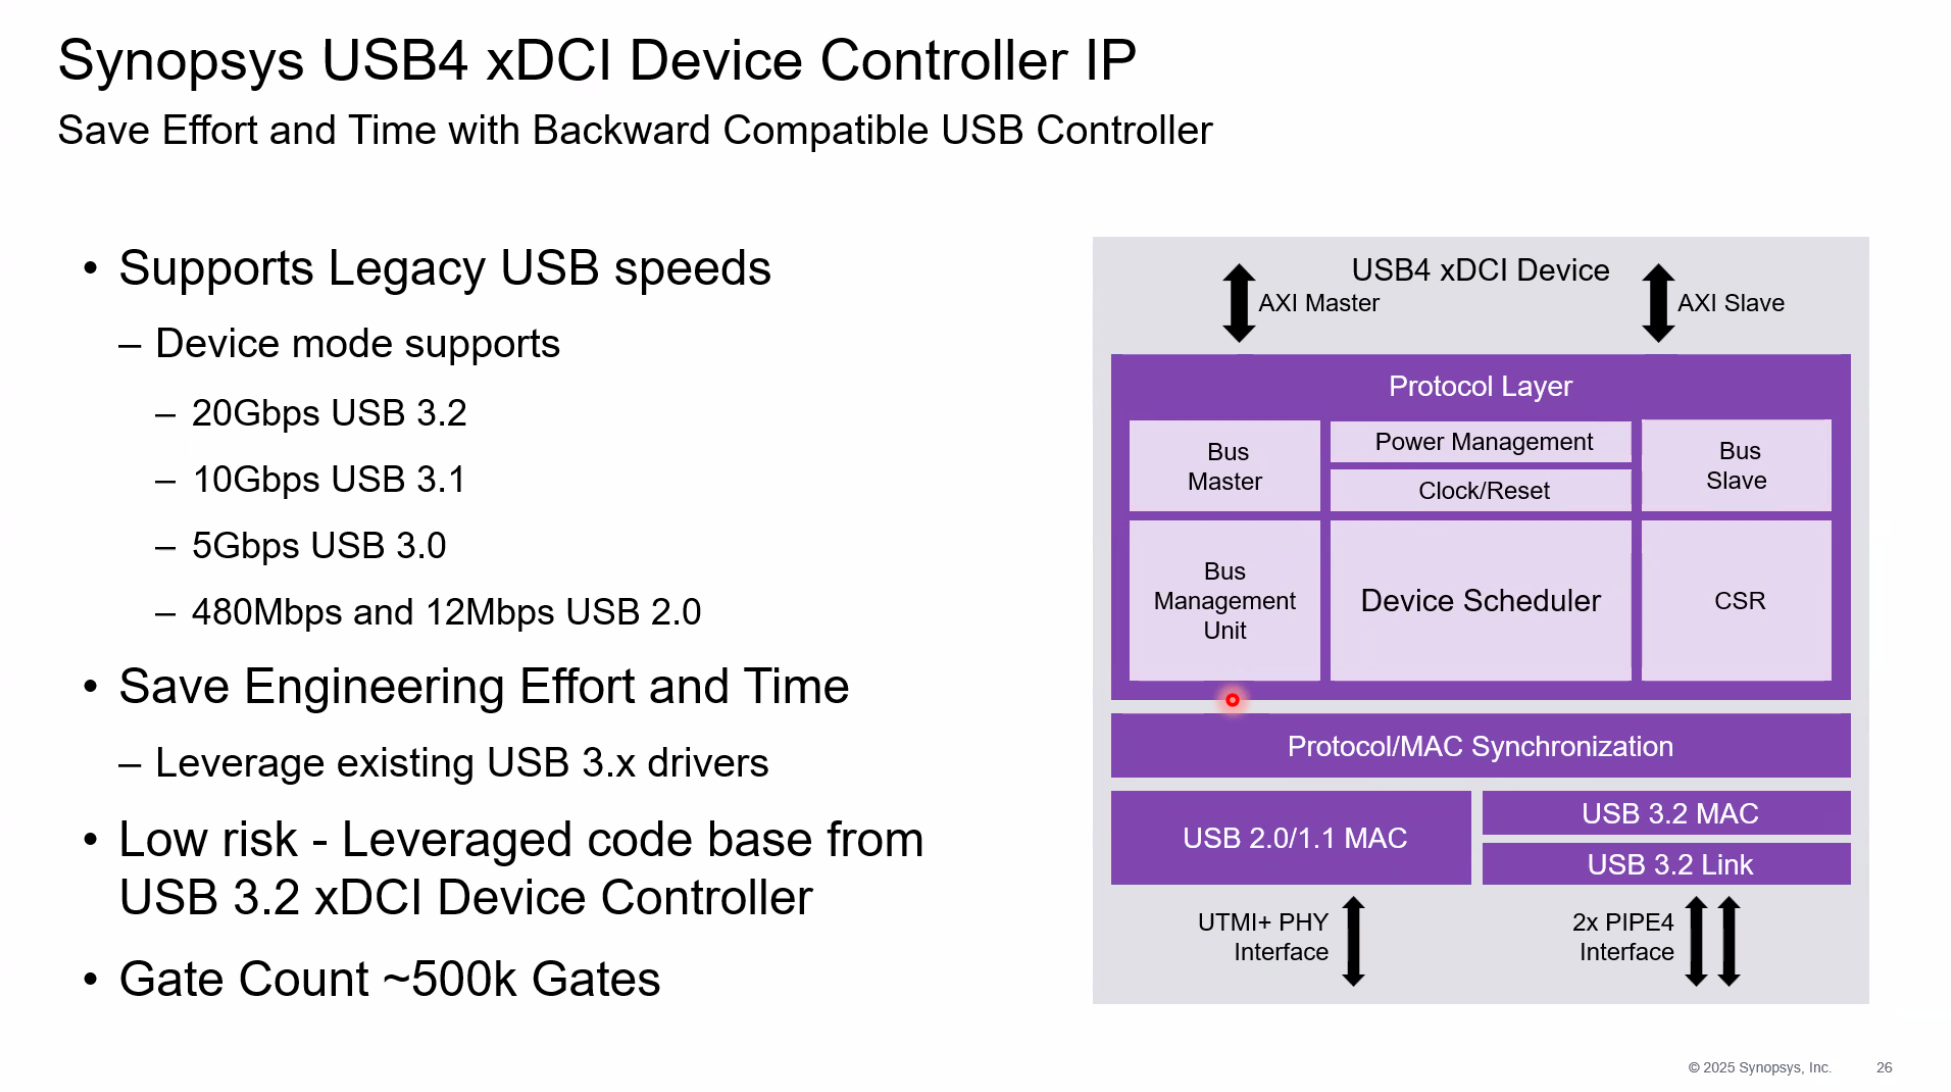 Synopsys USB4 xDCI Device Controller IP
Save Effort and Time with Backward Compatible USB Controller
• Supports Legacy USB speeds
– Device mode supports
– 20Gbps USB 3.2
– 10Gbps USB 3.1
– 5Gbps USB 3.0
– 480Mbps and 12Mbps USB 2.0
• Save Engineering Effort and Time
– Leverage existing USB 3.x drivers
• Low risk - Leveraged code base from
USB 3.2 xDCI Device Controller
• Gate Count ~500k Gates
USB4 xDCI Device
AXI Master
AXI Slave
Protocol Layer
Bus
Master
Power Management
Clock/Reset
Bus
Slave
Bus
Management
Unit
Device Scheduler
CSR
Protocol/MAC Synchronization
USB 2.0/1.1 MAC
USB 3.2 MAC
USB 3.2 Link
UTMI+ PHY
Interface
2x PIPE4
Interface
© 2025 Synopsys, Inc.
26